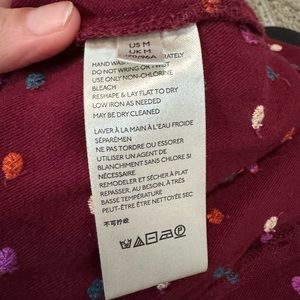 US M
UK M
HAND WASH
DO NOT WRING OR TWIST
USE ONLY NON-CHLORINE
BLEACH
RESHAPE & LAY FLAT TO DRY
LOW IRON AS NEEDED
MAY BE DRY CLEANED
LAVER À LA MAIN À L'EAU FROIDE
SÉPARÉMEN
NE PAS TORDRE OU ESSORER
UTILISER UN AGENT DE
BLANCHIMENT SANS CHLORE SI
NÉCESSAIRE
REMODELER ET SÉCHER À PLAT
REPASSER, AU BESOIN, À TRÈS
BASSE TEMPÉRATURE
PEUT-ÊTRE ÊTRE NETTOYÉ SEC
不可拧绞